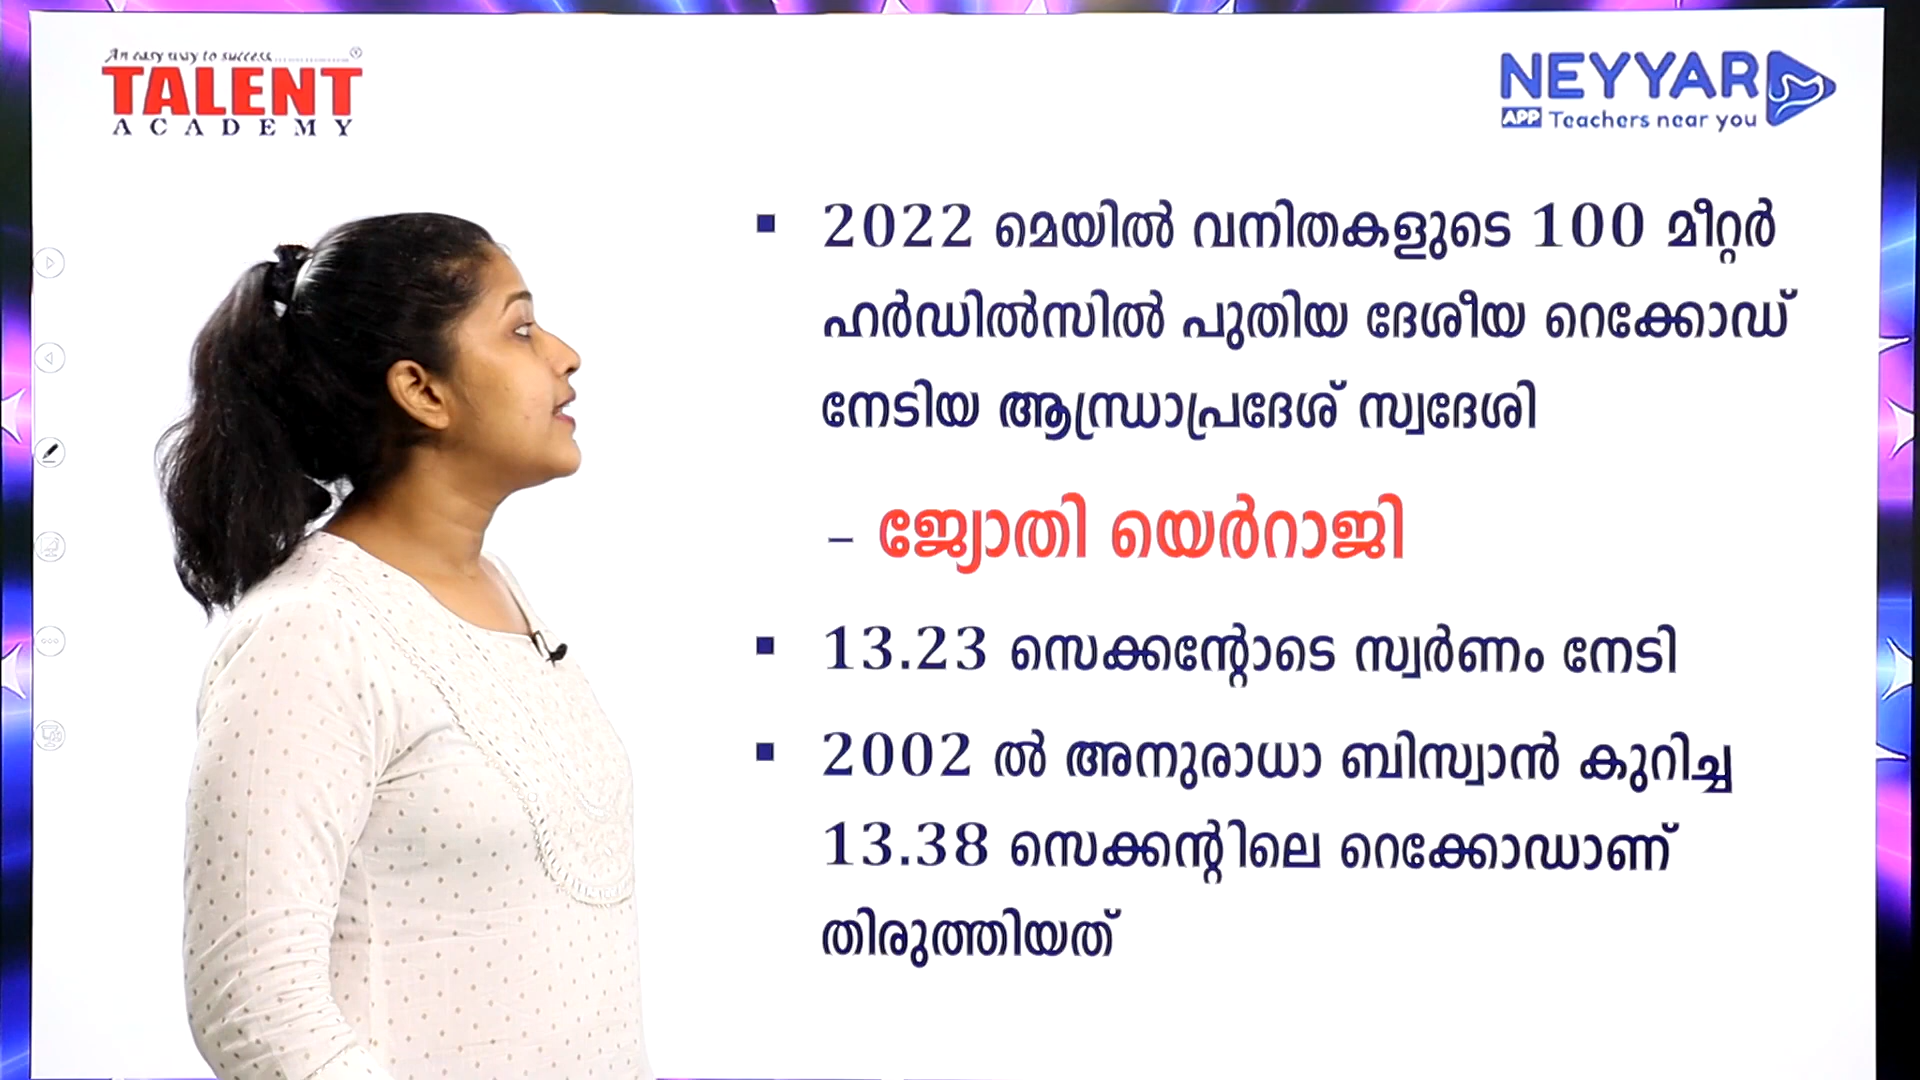 An easy way to success..............®
TALENT
ACADEMY
NEYYAR
APP Teachers near you
▪ 2022 മെയിൽ വനിതകളുടെ 100 മീറ്റർ
ഹർഡിൽസിൽ പുതിയ ദേശീയ റെക്കോഡ്
നേടിയ ആന്ധ്രാപ്രദേശ് സ്വദേശി
– ജ്യോതി യെർറാജി
▪ 13.23 സെക്കന്റോടെ സ്വർണം നേടി
▪ 2002 ൽ അനുരാധാ ബിസ്വാൻ കുറിച്ച
13.38 സെക്കന്റിലെ റെക്കോഡാണ്
തിരുത്തിയത്